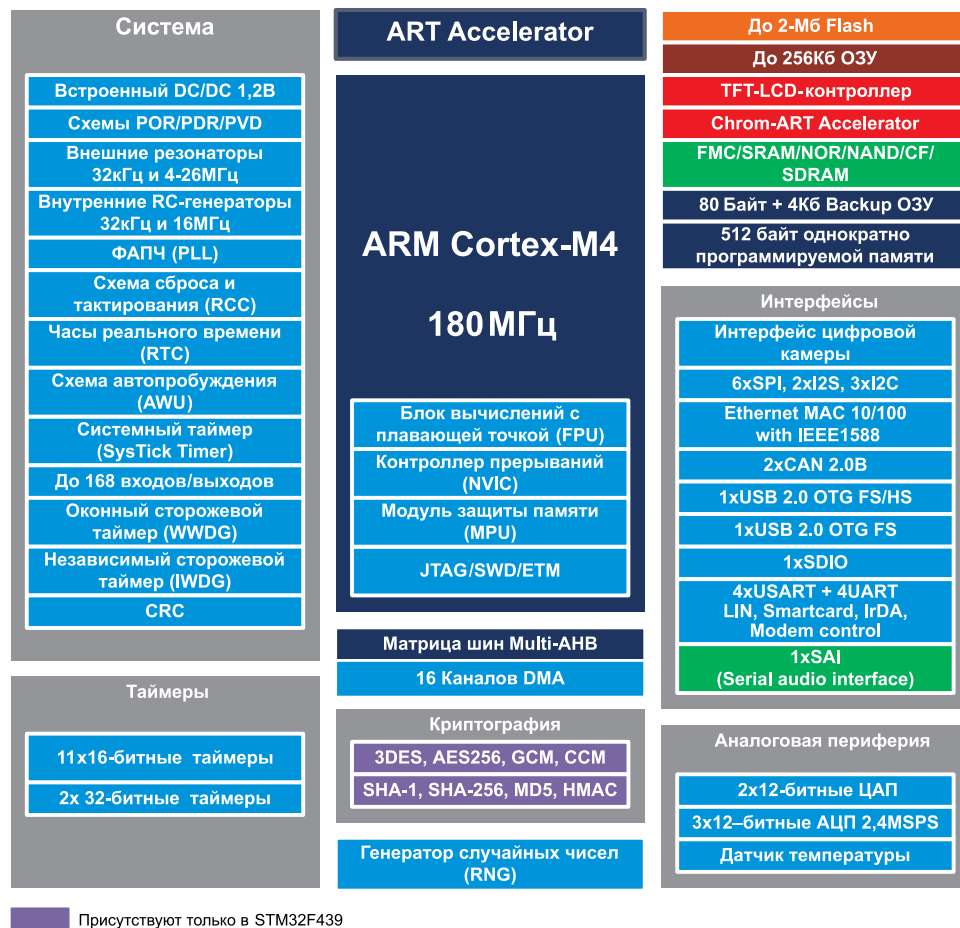 Система
Встроенный DC/DC 1,2В
Схемы POR/PDR/PVD
Внешние резонаторы
32кГц и 4-26МГц
Внутренние RC-генераторы
32кГц и 16МГц
ФАПЧ (PLL)
Схема сброса и
тактирования (RCC)
Часы реального времени
(RTC)
Схема автопробуждения
(AWU)
Системный таймер
(SysTick Timer)
До 168 входов/выходов
Оконный сторожевой
таймер (WWDG)
Независимый сторожевой
таймер (IWDG)
CRC
Таймеры
11x16-битные таймеры
2x 32-битные таймеры
ART Accelerator
ARM Cortex-M4
180 МГц
Блок вычислений с
плавающей точкой (FPU)
Контроллер прерываний
(NVIC)
Модуль защиты памяти
(MPU)
JTAG/SWD/ETM
Матрица шин Multi-AHB
16 Каналов DMA
Криптография
3DES, AES256, GCM, CCM
SHA-1, SHA-256, MD5, HMAC
Генератор случайных чисел
(RNG)
До 2-Мб Flash
До 256Кб ОЗУ
TFT-LCD-контроллер
Chrom-ART Accelerator
FMC/SRAM/NOR/NAND/CF/
SDRAM
80 Байт + 4Кб Backup ОЗУ
512 байт однократно
программируемой памяти
Интерфейсы
Интерфейс цифровой
камеры
6xSPI, 2xI2S, 3xI2C
Ethernet MAC 10/100
with IEEE1588
2xCAN 2.0B
1xUSB 2.0 OTG FS/HS
1xUSB 2.0 OTG FS
1xSDIO
4xUSART + 4UART
LIN, Smartcard, IrDA,
Modem control
1xSAI
(Serial audio interface)
Аналоговая периферия
2x12-битные ЦАП
3x12–битные АЦП 2,4MSPS
Датчик температуры
Присутствуют только в STM32F439